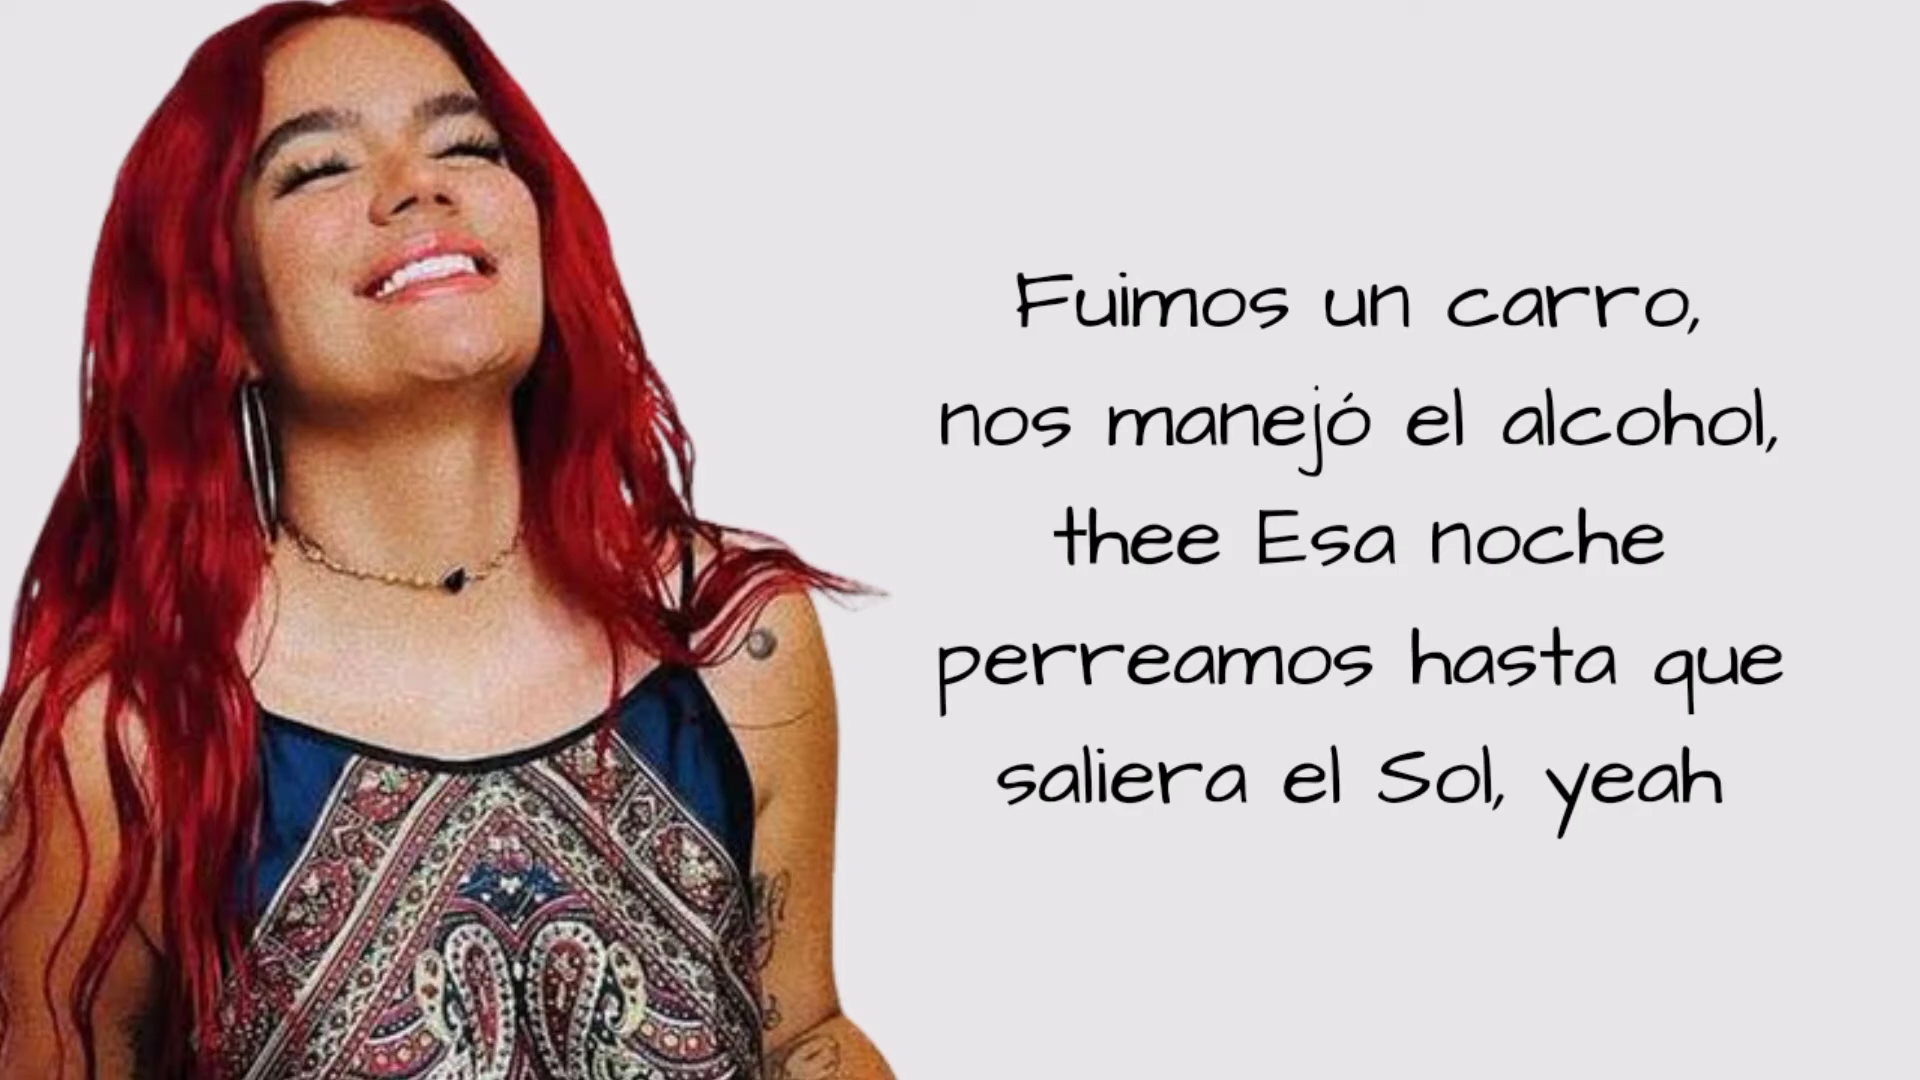 Fuimos un carro,
nos manejó el alcohol,
thee Esa noche
perreamos hasta que
saliera el Sol, yeah